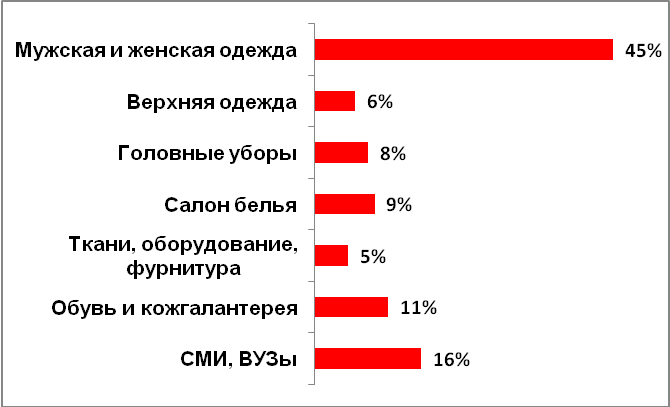 Мужская и женская одежда 45%
Верхняя одежда 6%
Головные уборы 8%
Салон белья 9%
Ткани, оборудование,
фурнитура 5%
Обувь и кожгалантерея 11%
СМИ, ВУЗы 16%